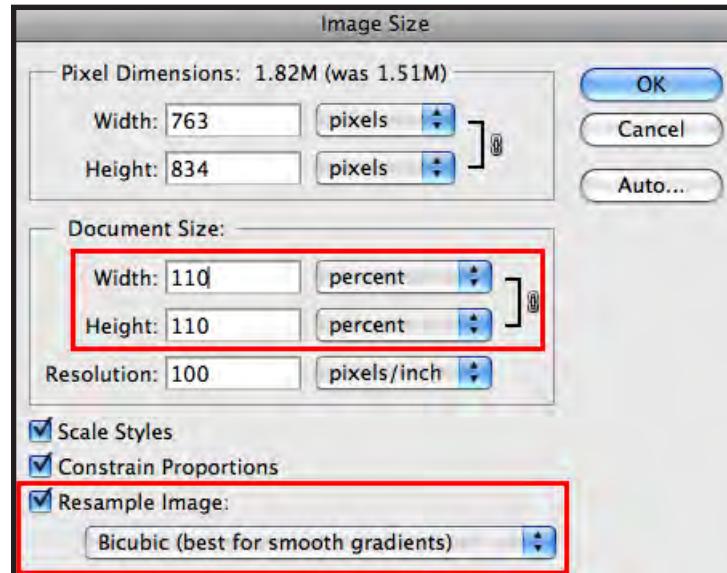 Image Size
Pixel Dimensions: 1.82M (was 1.51M)
Width: 763 pixels
Height: 834 pixels
OK
Cancel
Auto...
Document Size:
Width: 110 percent
Height: 110 percent
Resolution: 100 pixels/inch
Scale Styles
Constrain Proportions
Resample Image:
Bicubic (best for smooth gradients)